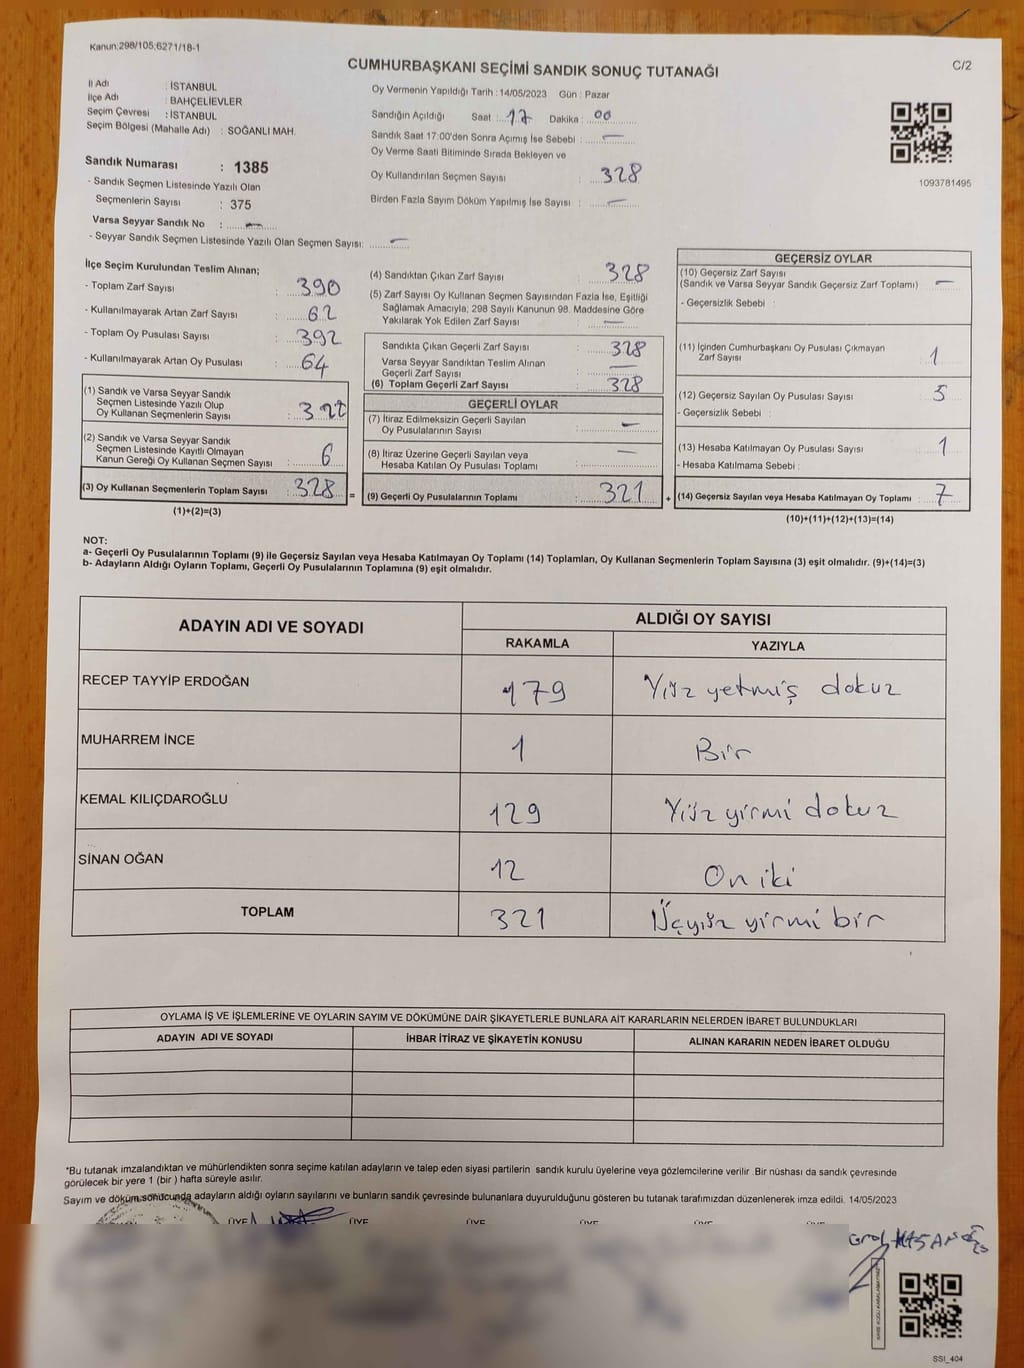 Kanun:298/105;6271/18-1
C/2
CUMHURBAŞKANI SEÇİMİ SANDIK SONUÇ TUTANAĞI
İl Adı : İSTANBUL
İlçe Adı : BAHÇELİEVLER
Seçim Çevresi : İSTANBUL
Seçim Bölgesi (Mahalle Adı) : SOĞANLI MAH.
Sandık Numarası : 1385
- Sandık Seçmen Listesinde Yazılı Olan
Seçmenlerin Sayısı : 375
Varsa Seyyar Sandık No : —
- Seyyar Sandık Seçmen Listesinde Yazılı Olan Seçmen Sayısı: —
Oy Vermenin Yapıldığı Tarih : 14/05/2023 Gün : Pazar
Sandığın Açıldığı Saat : 17 Dakika : 00
Sandık Saat 17:00'den Sonra Açımış İse Sebebi : —
Oy Verme Saati Bitiminde Sırada Bekleyen ve
Oy Kullandırılan Seçmen Sayısı : 328
Birden Fazla Sayım Döküm Yapılmış İse Sayısı : —
1093781495
İlçe Seçim Kurulundan Teslim Alınan;
- Toplam Zarf Sayısı : 390
- Kullanılmayarak Artan Zarf Sayısı : 62
- Toplam Oy Pusulası Sayısı : 392
- Kullanılmayarak Artan Oy Pusulası : 64
(1) Sandık ve Varsa Seyyar Sandık
Seçmen Listesinde Yazılı Olup
Oy Kullanan Seçmenlerin Sayısı : 322
(2) Sandık ve Varsa Seyyar Sandık
Seçmen Listesinde Kayıtlı Olmayan
Kanun Gereği Oy Kullanan Seçmen Sayısı : 6
(3) Oy Kullanan Seçmenlerin Toplam Sayısı : 328 =
(1)+(2)=(3)
(4) Sandıktan Çıkan Zarf Sayısı : 328
(5) Zarf Sayısı Oy Kullanan Seçmen Sayısından Fazla İse, Eşitliği
Sağlamak Amacıyla, 298 Sayılı Kanunun 98. Maddesine Göre
Yakılarak Yok Edilen Zarf Sayısı : —
Sandıkta Çıkan Geçerli Zarf Sayısı : 328
Varsa Seyyar Sandıktan Teslim Alınan
Geçerli Zarf Sayısı : —
(6) Toplam Geçerli Zarf Sayısı : 328
GEÇERLİ OYLAR
(7) İtiraz Edilmeksizin Geçerli Sayılan
Oy Pusulalarının Sayısı : —
(8) İtiraz Üzerine Geçerli Sayılan veya
Hesaba Katılan Oy Pusulası Toplamı : —
(9) Geçerli Oy Pusulalarının Toplamı : 321 +
GEÇERSİZ OYLAR
(10) Geçersiz Zarf Sayısı
(Sandık ve Varsa Seyyar Sandık Geçersiz Zarf Toplamı) : —
- Geçersizlik Sebebi :
(11) İçinden Cumhurbaşkanı Oy Pusulası Çıkmayan
Zarf Sayısı : 1
(12) Geçersiz Sayılan Oy Pusulası Sayısı : 5
- Geçersizlik Sebebi :
(13) Hesaba Katılmayan Oy Pusulası Sayısı : 1
- Hesaba Katılmama Sebebi :
(14) Geçersiz Sayılan veya Hesaba Katılmayan Oy Toplamı : 7
(10)+(11)+(12)+(13)=(14)
NOT:
a- Geçerli Oy Pusulalarının Toplamı (9) ile Geçersiz Sayılan veya Hesaba Katılmayan Oy Toplamı (14) Toplamları, Oy Kullanan Seçmenlerin Toplam Sayısına (3) eşit olmalıdır. (9)+(14)=(3)
b- Adayların Aldığı Oyların Toplamı, Geçerli Oy Pusulalarının Toplamına (9) eşit olmalıdır.
ADAYIN ADI VE SOYADI
ALDIĞI OY SAYISI
RAKAMLA YAZIYLA
RECEP TAYYİP ERDOĞAN 179 Yüz yetmiş dokuz
MUHARREM İNCE 1 Bir
KEMAL KILIÇDAROĞLU 129 Yüz yirmi dokuz
SİNAN OĞAN 12 On iki
TOPLAM 321 Üçyüz yirmi bir
OYLAMA İŞ VE İŞLEMLERİNE VE OYLARIN SAYIM VE DÖKÜMÜNE DAİR ŞİKAYETLERLE BUNLARA AİT KARARLARIN NELERDEN İBARET BULUNDUKLARI
ADAYIN ADI VE SOYADI İHBAR İTİRAZ VE ŞİKAYETİN KONUSU ALINAN KARARIN NEDEN İBARET OLDUĞU
*Bu tutanak imzalandıktan ve mühürlendikten sonra seçime katılan adayların ve talep eden siyasi partilerin sandık kurulu üyelerine veya gözlemcilerine verilir .Bir nüshası da sandık çevresinde
görülecek bir yere 1 (bir ) hafta süreyle asılır.
Sayım ve döküm sonucunda adayların aldığı oyların sayılarını ve bunların sandık çevresinde bulunanlara duyurulduğunu gösteren bu tutanak tarafımızdan düzenlenerek imza edildi. 14/05/2023
ÜYE ÜYE ÜYE ÜYE ÜYE ÜYE
SSI_404